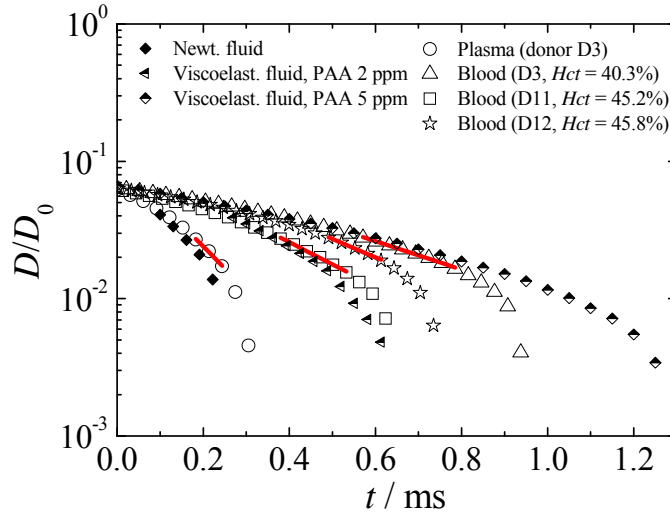 10⁰
Newt. fluid
Viscoelast. fluid, PAA 2 ppm
Viscoelast. fluid, PAA 5 ppm
Plasma (donor D3)
Blood (D3, Hct = 40.3%)
Blood (D11, Hct = 45.2%)
Blood (D12, Hct = 45.8%)
10⁻¹
D/D₀
10⁻²
10⁻³
0.0 0.2 0.4 0.6 0.8 1.0 1.2
t / ms